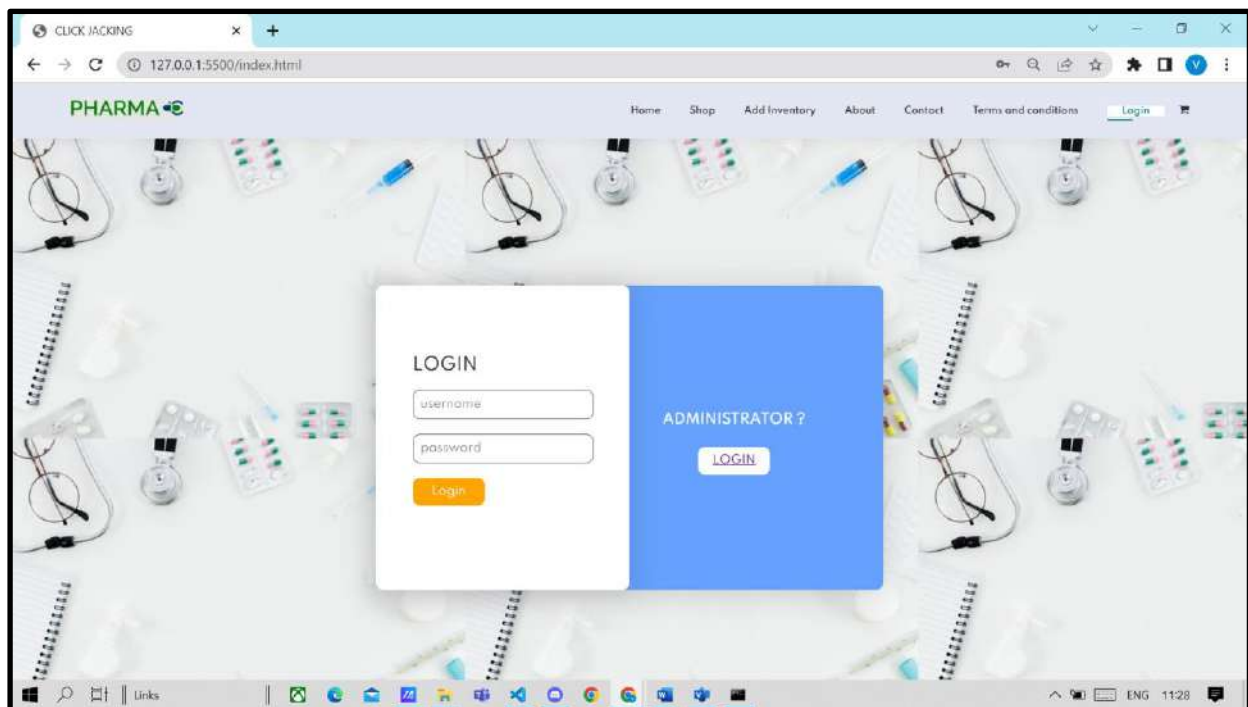 CLICK JACKING
127.0.0.1:5500/index.html
V
PHARMA
Home Shop Add Inventory About Contact Terms and conditions Login
LOGIN
username
password
Login
ADMINISTRATOR ?
LOGIN
Links
ENG 11:28